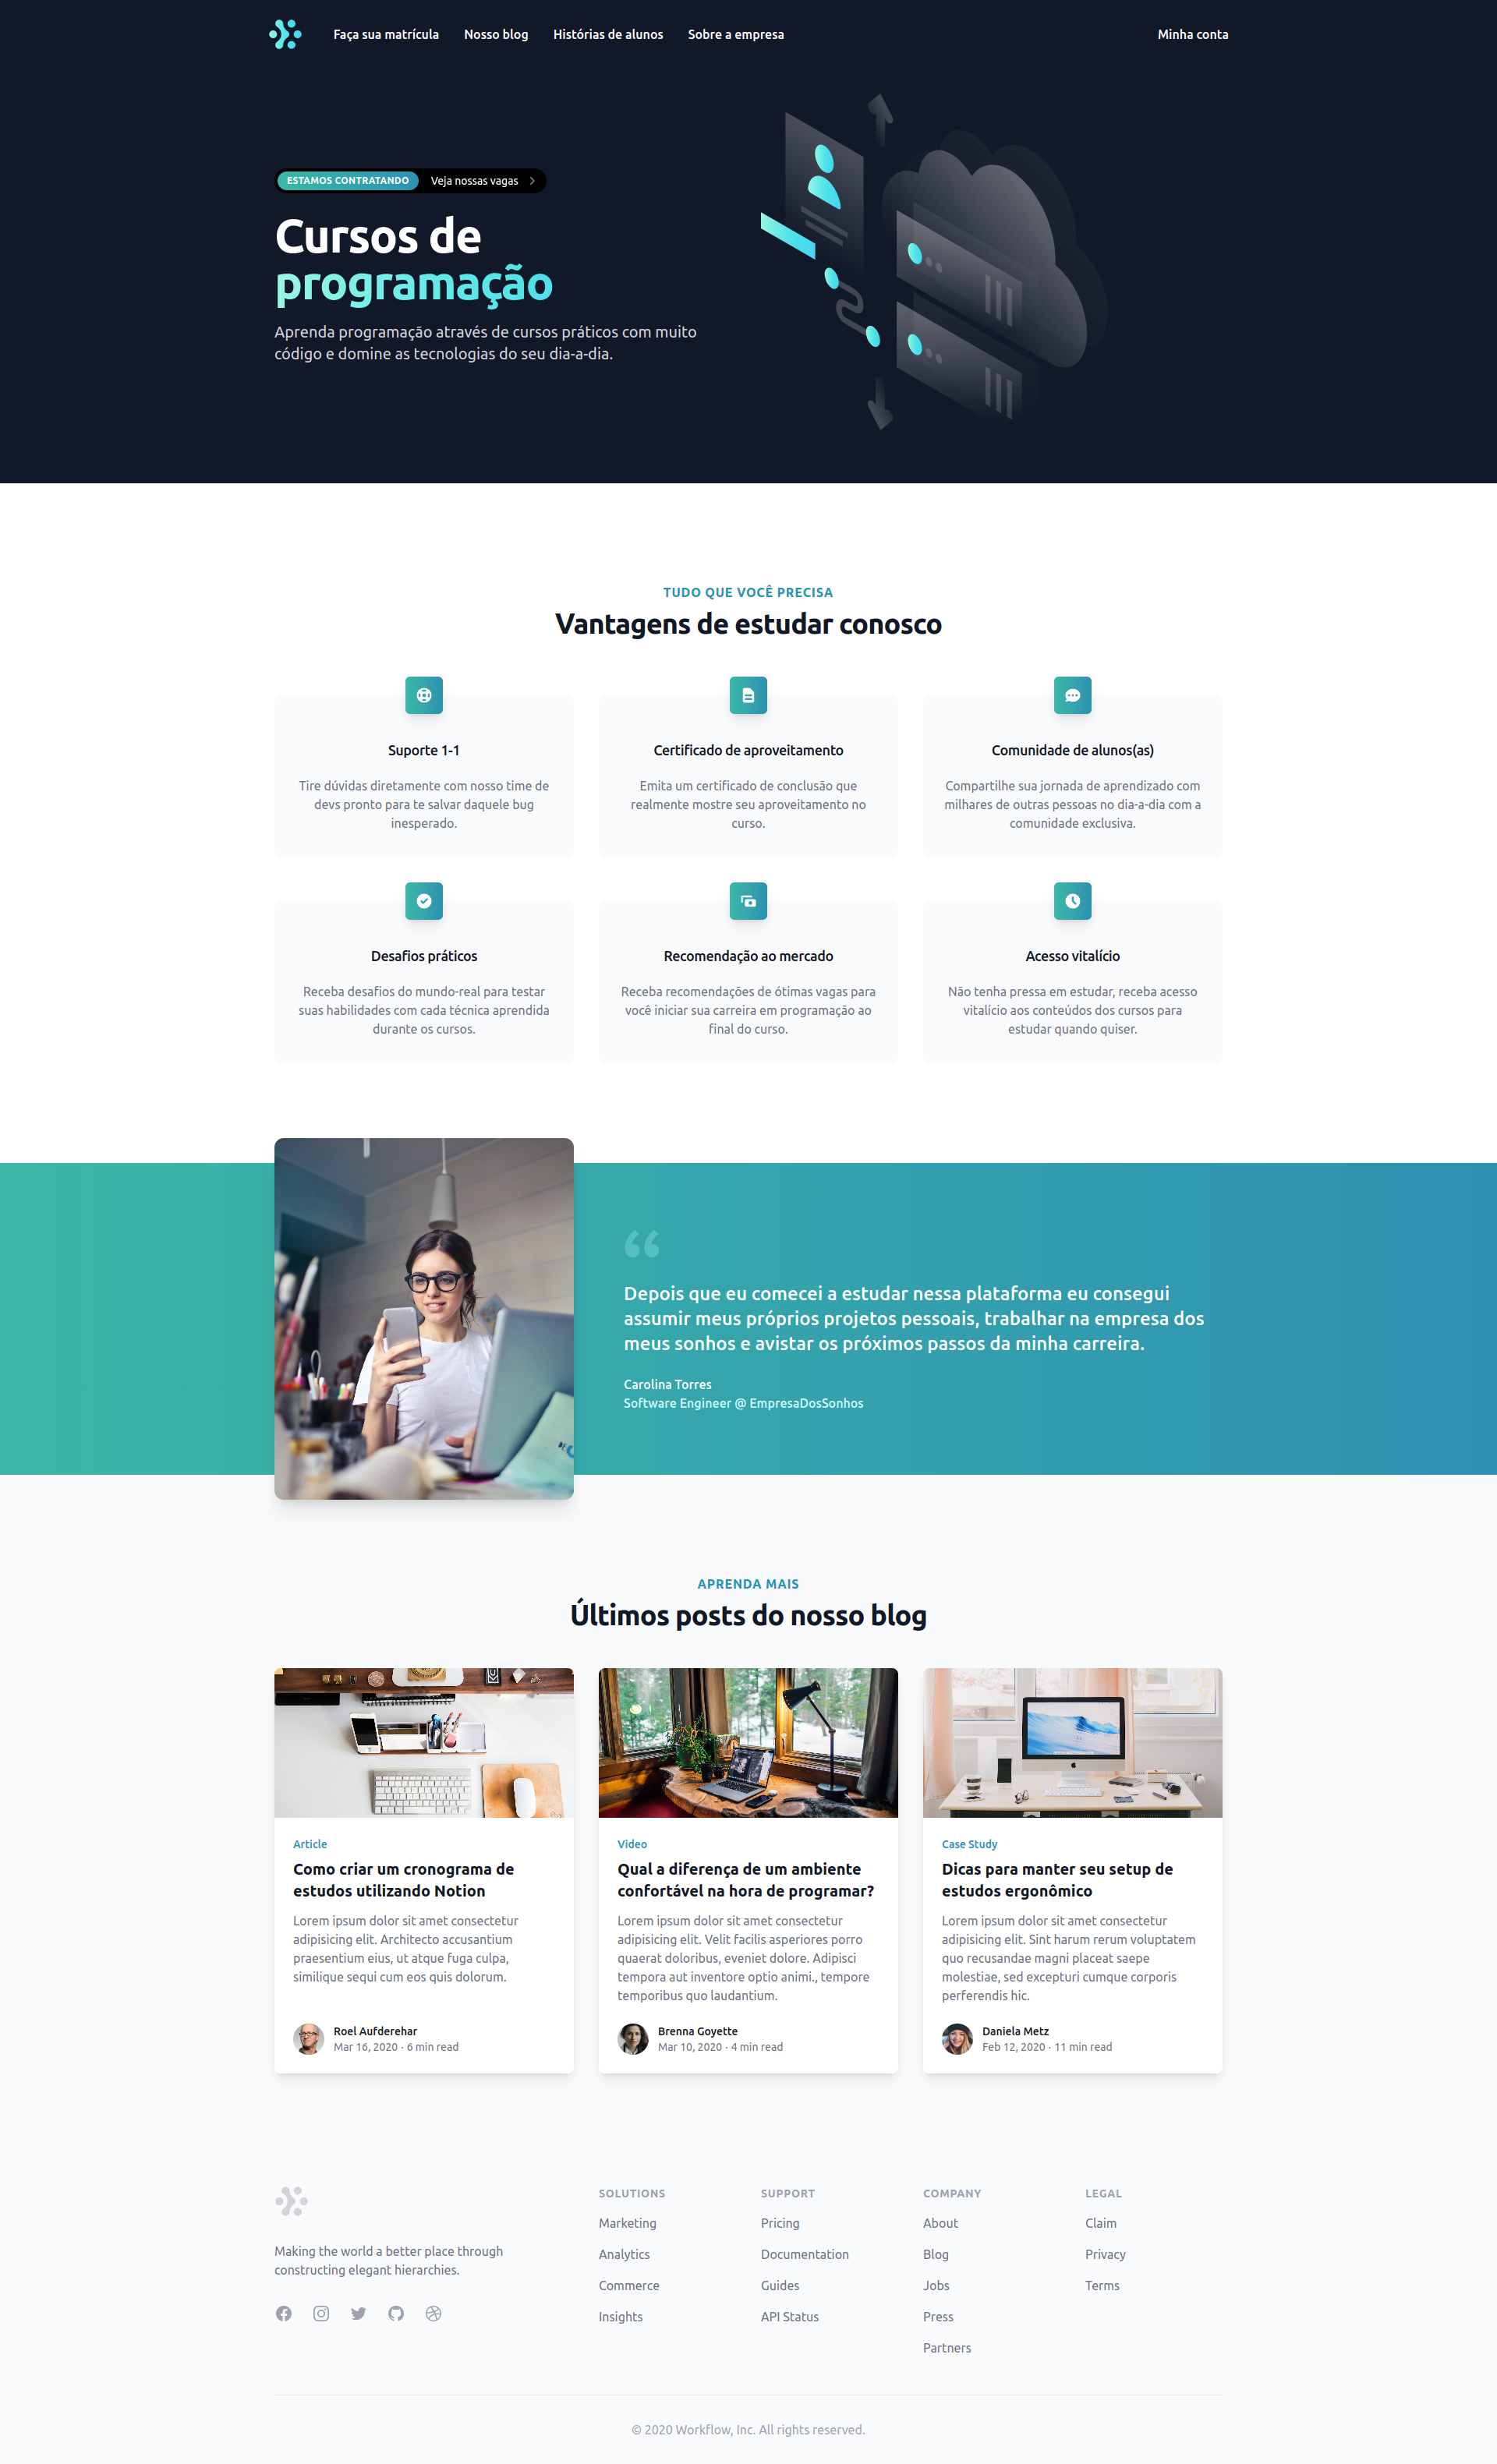 Faça sua matrícula
Nosso blog
Histórias de alunos
Sobre a empresa
Minha conta
ESTAMOS CONTRATANDO
Veja nossas vagas
Cursos de
programação
Aprenda programação através de cursos práticos com muito
código e domine as tecnologias do seu dia-a-dia.
TUDO QUE VOCÊ PRECISA
Vantagens de estudar conosco
Suporte 1-1
Tire dúvidas diretamente com nosso time de
devs pronto para te salvar daquele bug
inesperado.
Certificado de aproveitamento
Emita um certificado de conclusão que
realmente mostre seu aproveitamento no
curso.
Comunidade de alunos(as)
Compartilhe sua jornada de aprendizado com
milhares de outras pessoas no dia-a-dia com a
comunidade exclusiva.
Desafios práticos
Receba desafios do mundo-real para testar
suas habilidades com cada técnica aprendida
durante os cursos.
Recomendação ao mercado
Receba recomendações de ótimas vagas para
você iniciar sua carreira em programação ao
final do curso.
Acesso vitalício
Não tenha pressa em estudar, receba acesso
vitalício aos conteúdos dos cursos para
estudar quando quiser.
Depois que eu comecei a estudar nessa plataforma eu consegui
assumir meus próprios projetos pessoais, trabalhar na empresa dos
meus sonhos e avistar os próximos passos da minha carreira.
Carolina Torres
Software Engineer @ EmpresaDosSonhos
APRENDA MAIS
Últimos posts do nosso blog
Article
Como criar um cronograma de
estudos utilizando Notion
Lorem ipsum dolor sit amet consectetur
adipisicing elit. Architecto accusantium
praesentium eius, ut atque fuga culpa,
similique sequi cum eos quis dolorum.
Roel Aufderehar
Mar 16, 2020 · 6 min read
Video
Qual a diferença de um ambiente
confortável na hora de programar?
Lorem ipsum dolor sit amet consectetur
adipisicing elit. Velit facilis asperiores porro
quaerat doloribus, eveniet dolore. Adipisci
tempora aut inventore optio animi., tempore
temporibus quo laudantium.
Brenna Goyette
Mar 10, 2020 · 4 min read
Case Study
Dicas para manter seu setup de
estudos ergonômico
Lorem ipsum dolor sit amet consectetur
adipisicing elit. Sint harum rerum voluptatem
quo recusandae magni placeat saepe
molestiae, sed excepturi cumque corporis
perferendis hic.
Daniela Metz
Feb 12, 2020 · 11 min read
Making the world a better place through
constructing elegant hierarchies.
SOLUTIONS
Marketing
Analytics
Commerce
Insights
SUPPORT
Pricing
Documentation
Guides
API Status
COMPANY
About
Blog
Jobs
Press
Partners
LEGAL
Claim
Privacy
Terms
© 2020 Workflow, Inc. All rights reserved.